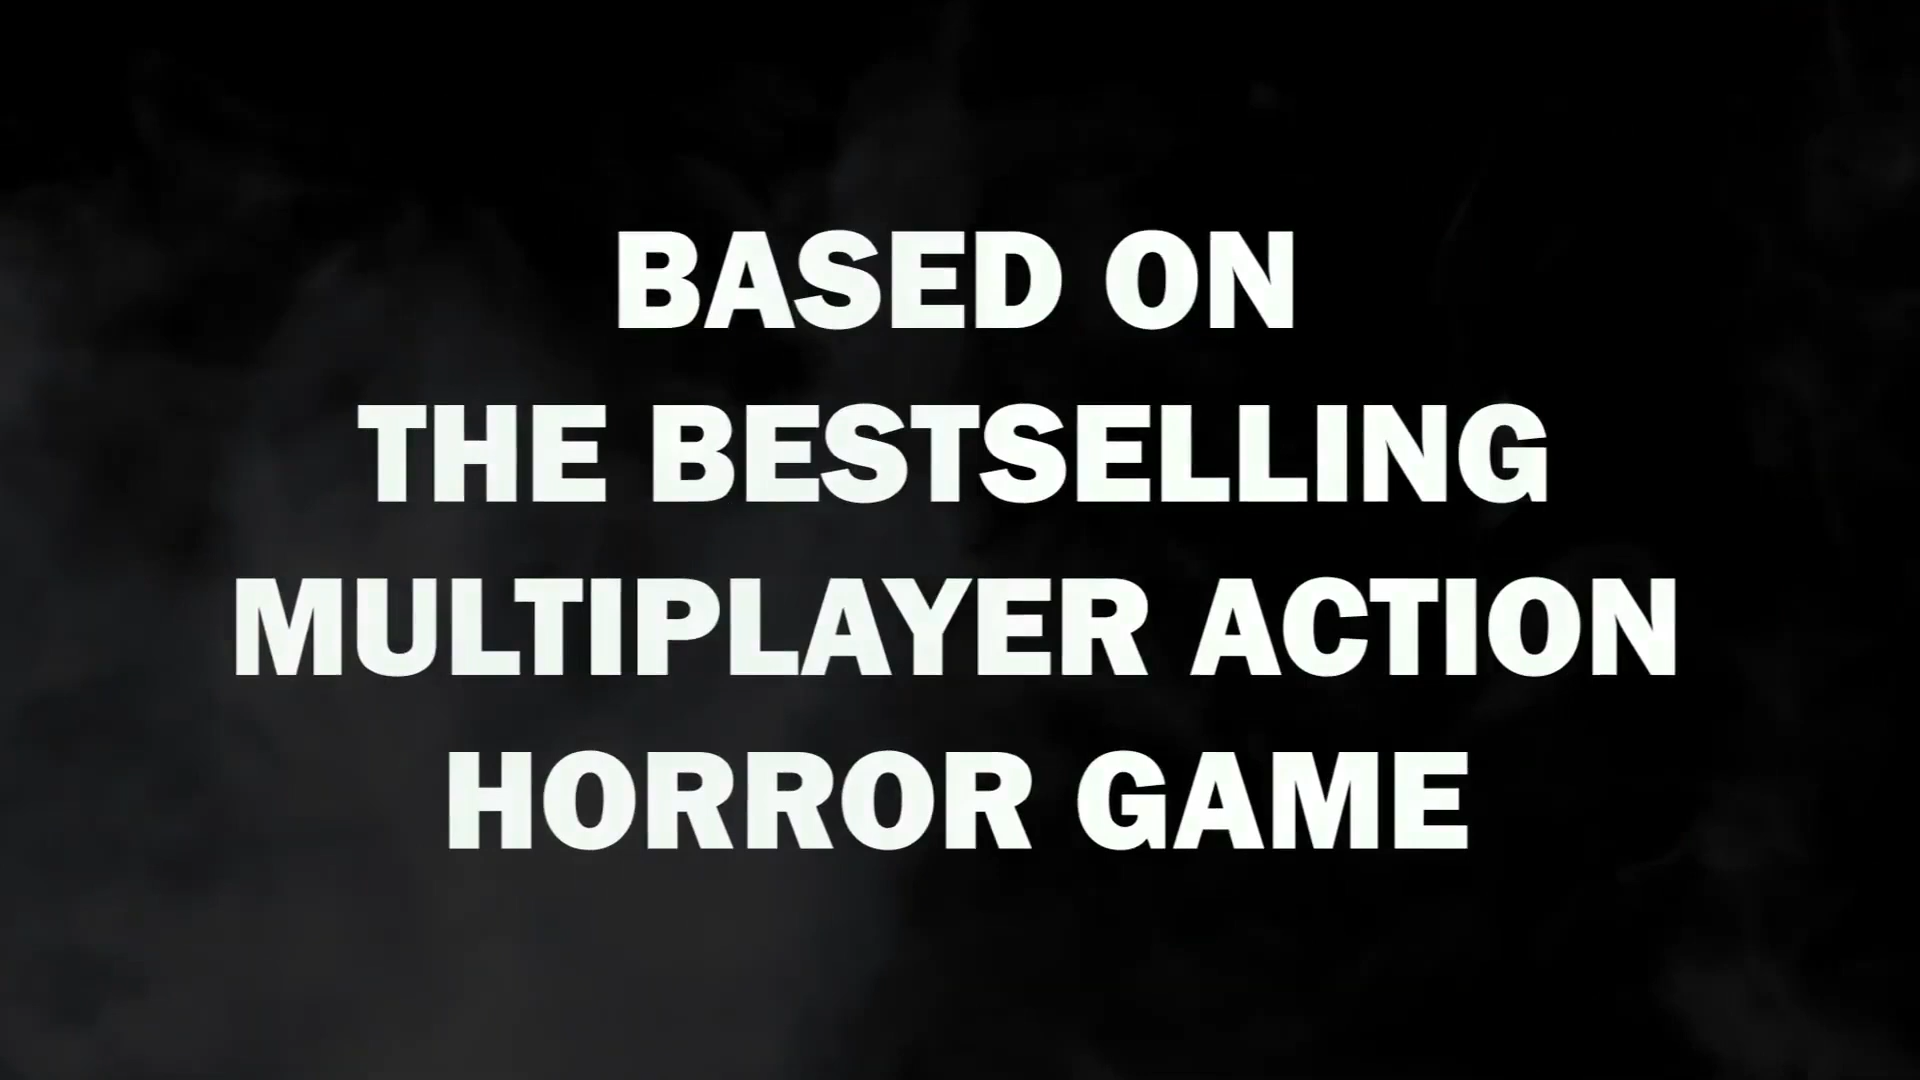 BASED ON
THE BESTSELLING
MULTIPLAYER ACTION
HORROR GAME